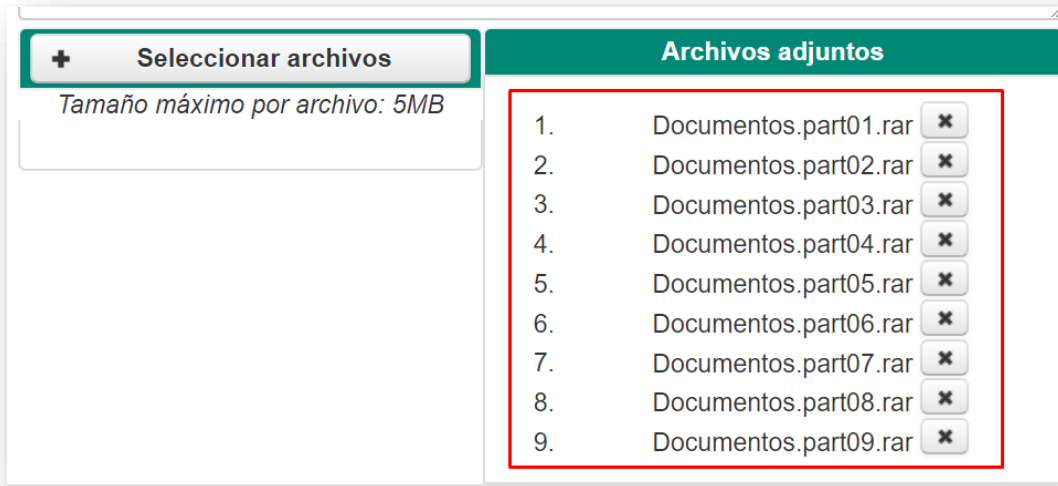 Seleccionar archivos
Tamaño máximo por archivo: 5MB
Archivos adjuntos
1. Documentos.part01.rar
2. Documentos.part02.rar
3. Documentos.part03.rar
4. Documentos.part04.rar
5. Documentos.part05.rar
6. Documentos.part06.rar
7. Documentos.part07.rar
8. Documentos.part08.rar
9. Documentos.part09.rar